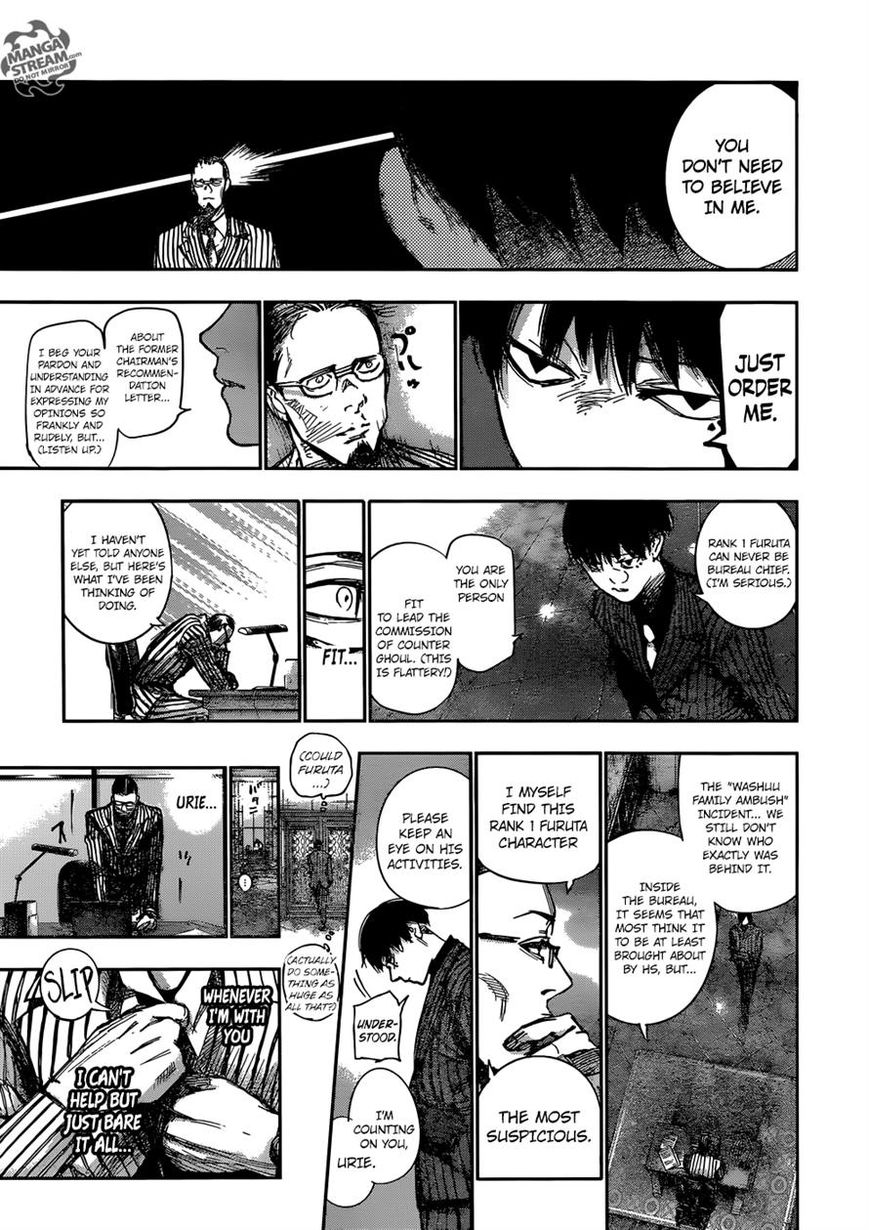 MANGA
STREAM.com
DO NOT MIRROR
YOU
DON'T NEED
TO BELIEVE
IN ME.
JUST
ORDER
ME.
ABOUT
THE FORMER
CHAIRMAN'S
RECOMMEN-
DATION
LETTER...
I BEG YOUR
PARDON AND
UNDERSTANDING
IN ADVANCE FOR
EXPRESSING MY
OPINIONS SO
FRANKLY AND
RUDELY, BUT...
(LISTEN UP.)
RANK 1 FURUTA
CAN NEVER BE
BUREAU CHIEF.
(I'M SERIOUS.)
YOU ARE
THE ONLY
PERSON
FIT
TO LEAD THE
COMMISSION
OF COUNTER
GHOUL. (THIS
IS FLATTERY!)
FIT...
I HAVEN'T
YET TOLD ANYONE
ELSE, BUT HERE'S
WHAT I'VE BEEN
THINKING OF
DOING.
THE "WASHUU
FAMILY AMBUSH"
INCIDENT... WE
STILL DON'T
KNOW WHO
EXACTLY WAS
BEHIND IT.
INSIDE
THE BUREAU,
IT SEEMS THAT
MOST THINK IT
TO BE AT LEAST
BROUGHT ABOUT
BY HS, BUT...
I MYSELF
FIND THIS
RANK 1 FURUTA
CHARACTER
THE MOST
SUSPICIOUS.
PLEASE
KEEP AN
EYE ON HIS
ACTIVITIES.
UNDER-
STOOD.
I'M
COUNTING
ON YOU,
URIE.
(COULD
FURUTA
...)
(ACTUALLY
DO SOME-
THING AS
HUGE AS
ALL THAT?)
...
URIE...
WHENEVER
I'M WITH
YOU
SLIP
I CAN'T
HELP BUT
JUST BARE
IT ALL...